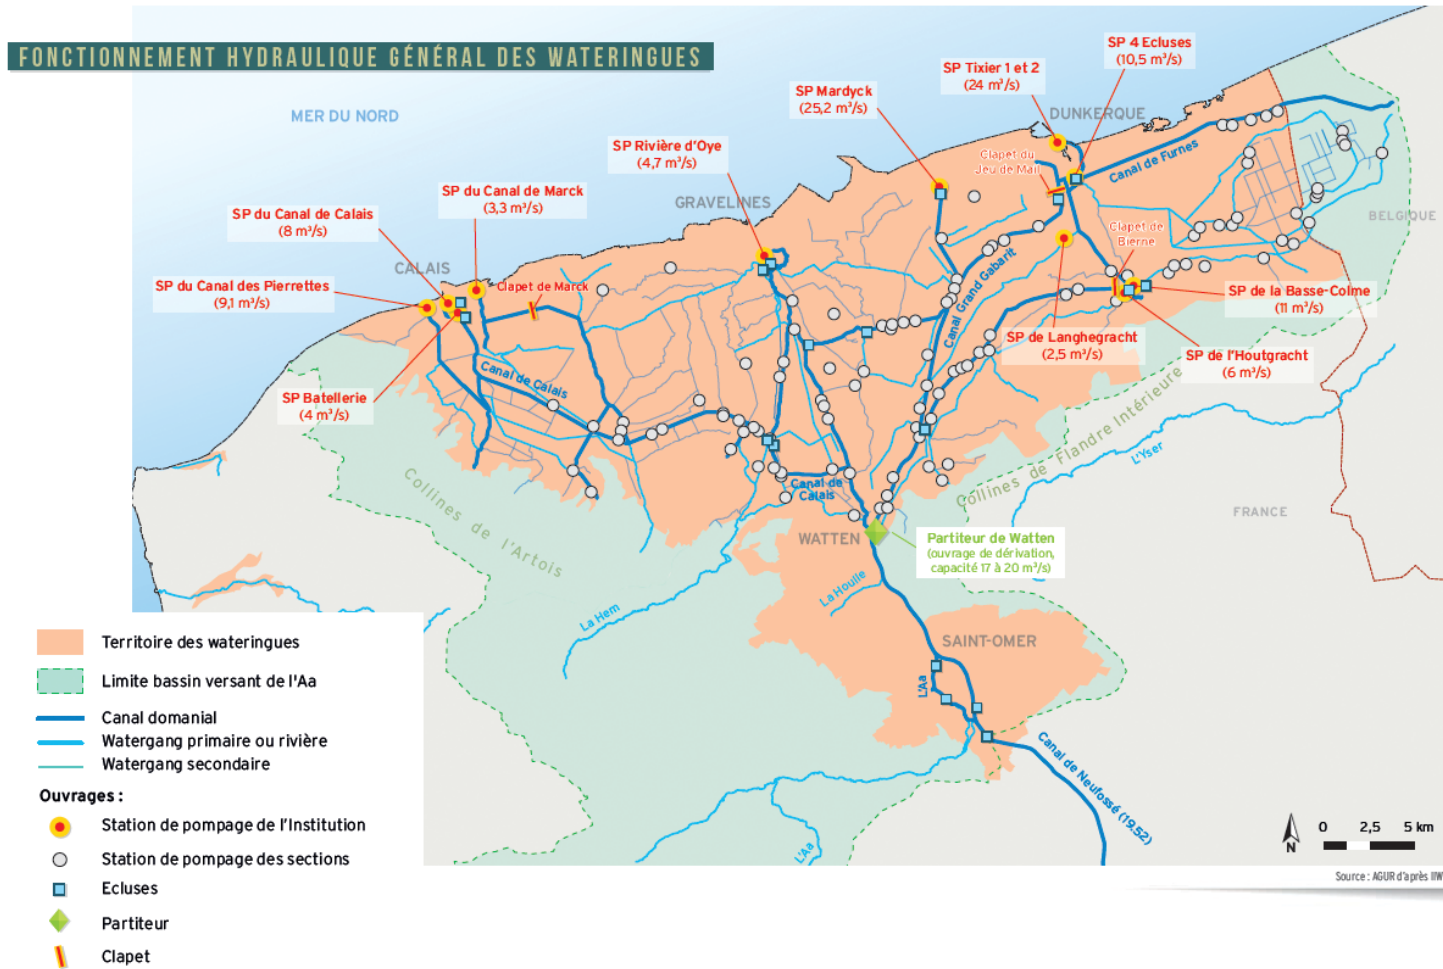 FONCTIONNEMENT HYDRAULIQUE GÉNÉRAL DES WATERINGUES
MER DU NORD
SP 4 Ecluses
(10,5 m³/s)
SP Tixier 1 et 2
(24 m³/s)
SP Mardyck
(25,2 m³/s)
DUNKERQUE
SP Rivière d'Oye
(4,7 m³/s)
Clapet du
Jeu de Mail
Canal de Furnes
SP du Canal de Marck
(3,3 m³/s)
GRAVELINES
SP du Canal de Calais
(8 m³/s)
BELGIQUE
Clapet de
Bierne
CALAIS
SP du Canal des Pierrettes
(9,1 m³/s)
Clapet de Marck
Canal Grand Gabarit
SP de la Basse-Colme
(11 m³/s)
SP de Langhegracht
(2,5 m³/s)
SP de l'Houtgracht
(6 m³/s)
Canal de Calais
SP Batellerie
(4 m³/s)
Collines de Flandre Intérieure
L'Yser
Collines de l'Artois
Canal de
Calais
FRANCE
WATTEN
Partiteur de Watten
(ouvrage de dérivation,
capacité 17 à 20 m³/s)
La Houlle
La Hem
SAINT-OMER
L'Aa
Canal de Neufossé (19.52)
L'Aa
Territoire des wateringues
Limite bassin versant de l'Aa
Canal domanial
Watergang primaire ou rivière
Watergang secondaire
Ouvrages :
Station de pompage de l'Institution
Station de pompage des sections
Ecluses
Partiteur
Clapet
N
0 2,5 5 km
Source : AGUR d'après IIW